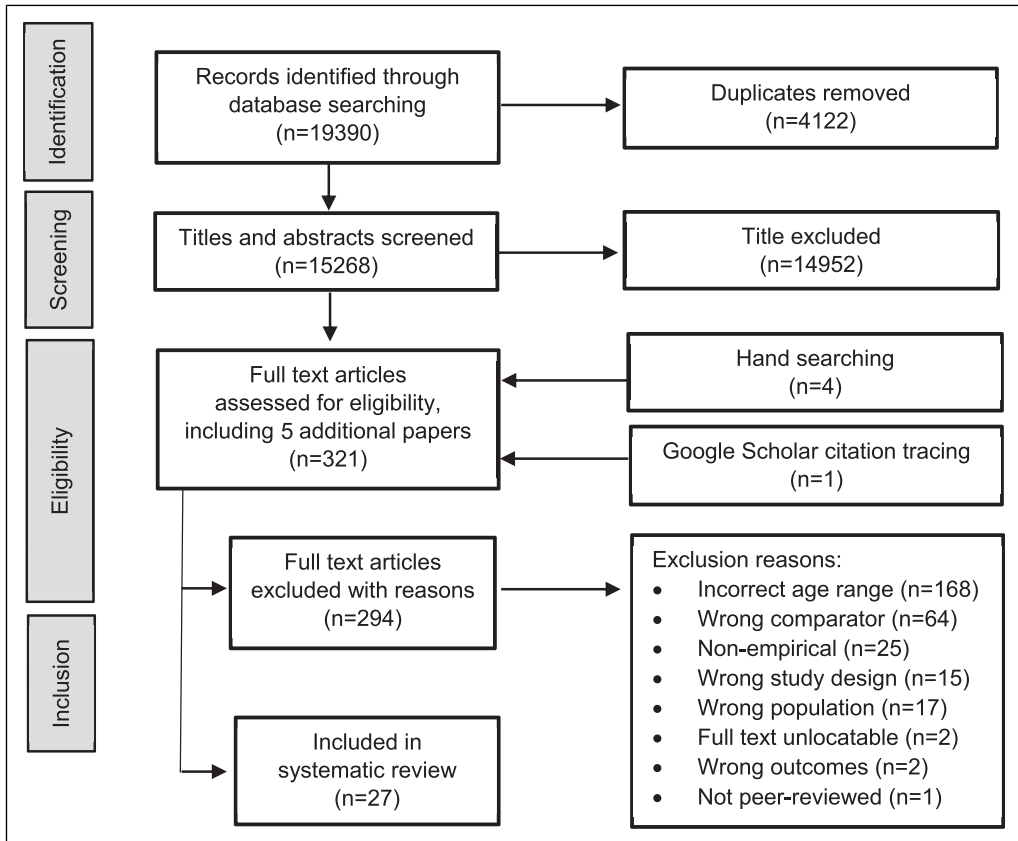 Identification
Records identified through
database searching
(n=19390)
Duplicates removed
(n=4122)
Screening
Titles and abstracts screened
(n=15268)
Title excluded
(n=14952)
Eligibility
Full text articles
assessed for eligibility,
including 5 additional papers
(n=321)
Hand searching
(n=4)
Google Scholar citation tracing
(n=1)
Full text articles
excluded with reasons
(n=294)
Exclusion reasons:
• Incorrect age range (n=168)
• Wrong comparator (n=64)
• Non-empirical (n=25)
• Wrong study design (n=15)
• Wrong population (n=17)
• Full text unlocatable (n=2)
• Wrong outcomes (n=2)
• Not peer-reviewed (n=1)
Inclusion
Included in
systematic review
(n=27)